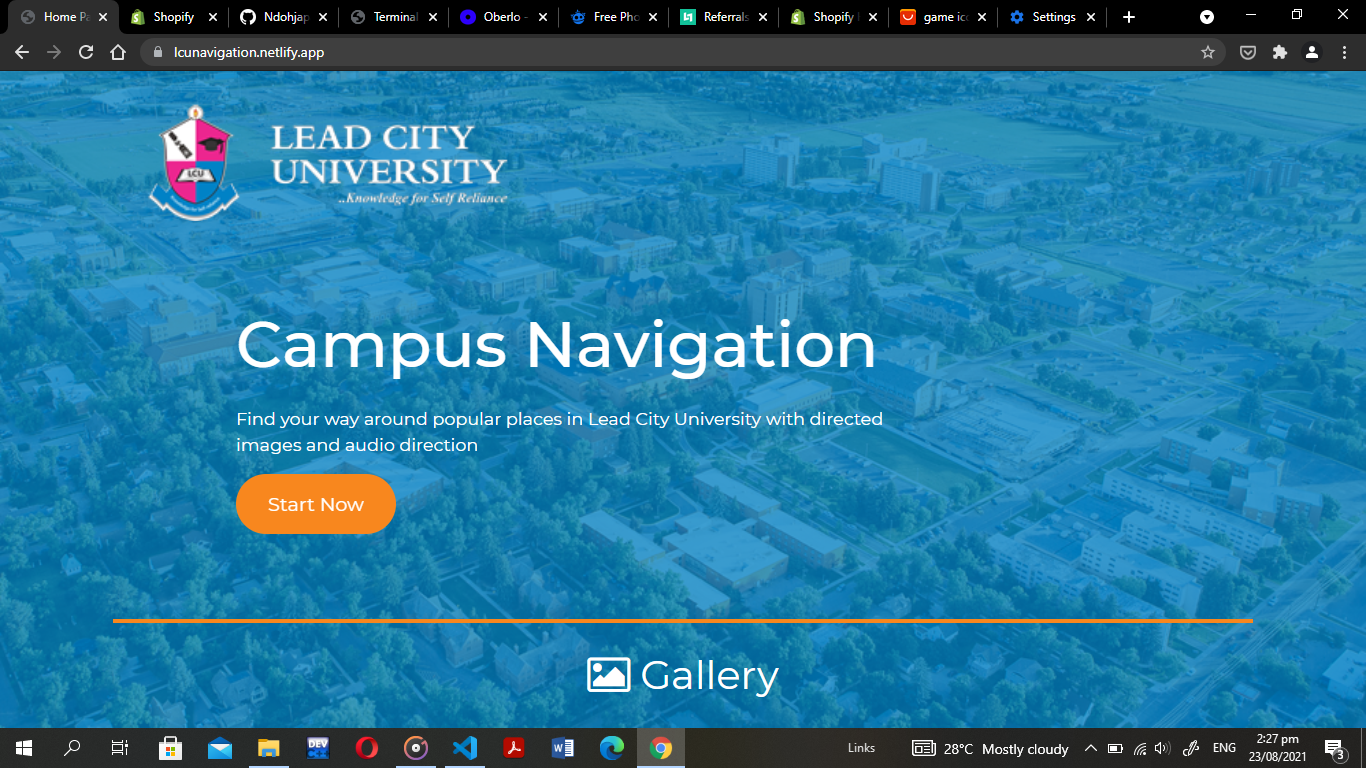 Home Pa
Shopify
Ndohjap
Terminal
Oberlo -
Free Pho
Referrals
Shopify
game ico
Settings
lcunavigation.netlify.app
LCU
LEAD CITY
UNIVERSITY
..Knowledge for Self Reliance
Campus Navigation
Find your way around popular places in Lead City University with directed
images and audio direction
Start Now
Gallery
DEV
C++
W
Links
28°C Mostly cloudy
ENG
2:27 pm
23/08/2021
3